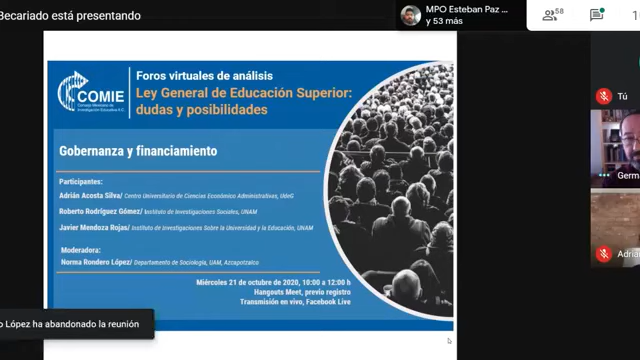 Becariado está presentando
MPO Esteban Paz ...
y 53 más
58
Tú
COMIE
Consejo Mexicano de
Investigación Educativa A.C.
Foros virtuales de análisis
Ley General de Educación Superior:
dudas y posibilidades
Gobernanza y financiamiento
Participantes:
Adrián Acosta Silva/ Centro Universitario de Ciencias Económico Administrativas, UdeG
Roberto Rodríguez Gómez/ Instituto de Investigaciones Sociales, UNAM
Javier Mendoza Rojas/ Instituto de Investigaciones Sobre la Universidad y la Educación, UNAM
Moderadora:
Norma Rondero López/ Departamento de Sociología, UAM, Azcapotzalco
Miércoles 21 de octubre de 2020, 10:00 a 12:00 h
Hangouts Meet, previo registro
Transmisión en vivo, Facebook Live
Germa
Adria
o López ha abandonado la reunión